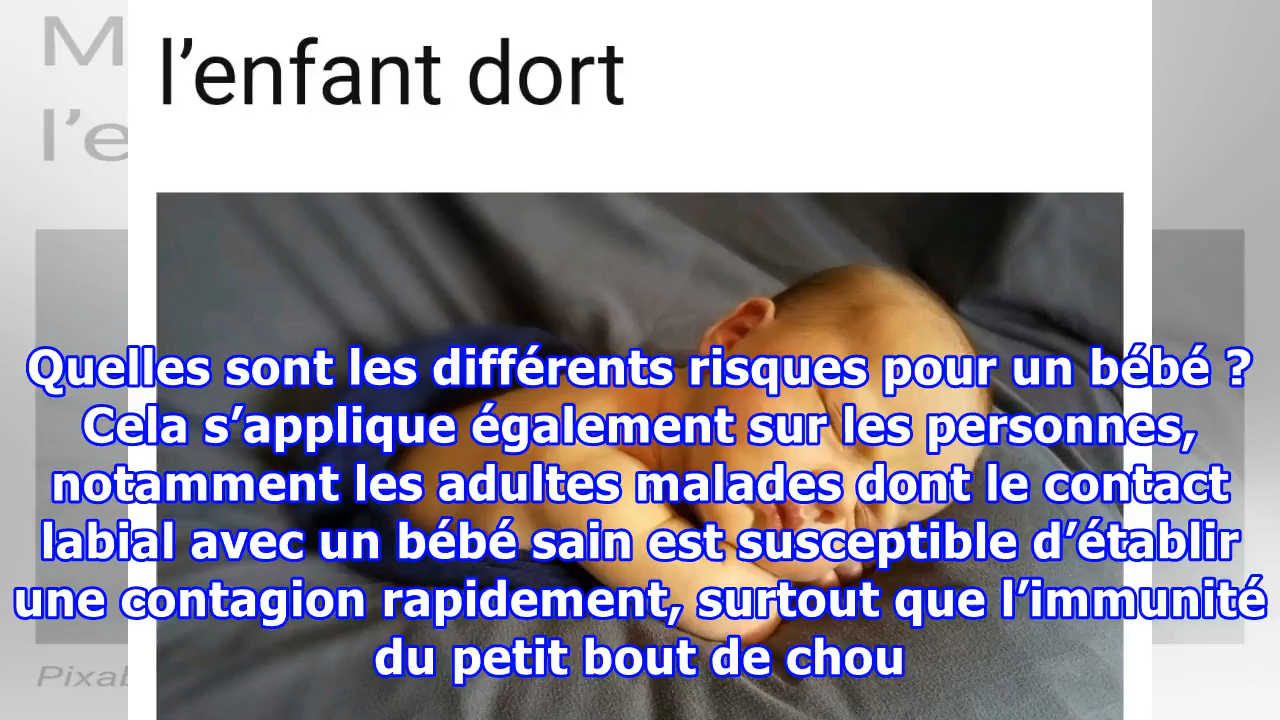 l’enfant dort
Quelles sont les différents risques pour un bébé ?
Cela s’applique également sur les personnes,
notamment les adultes malades dont le contact
labial avec un bébé sain est susceptible d’établir
une contagion rapidement, surtout que l’immunité
du petit bout de chou